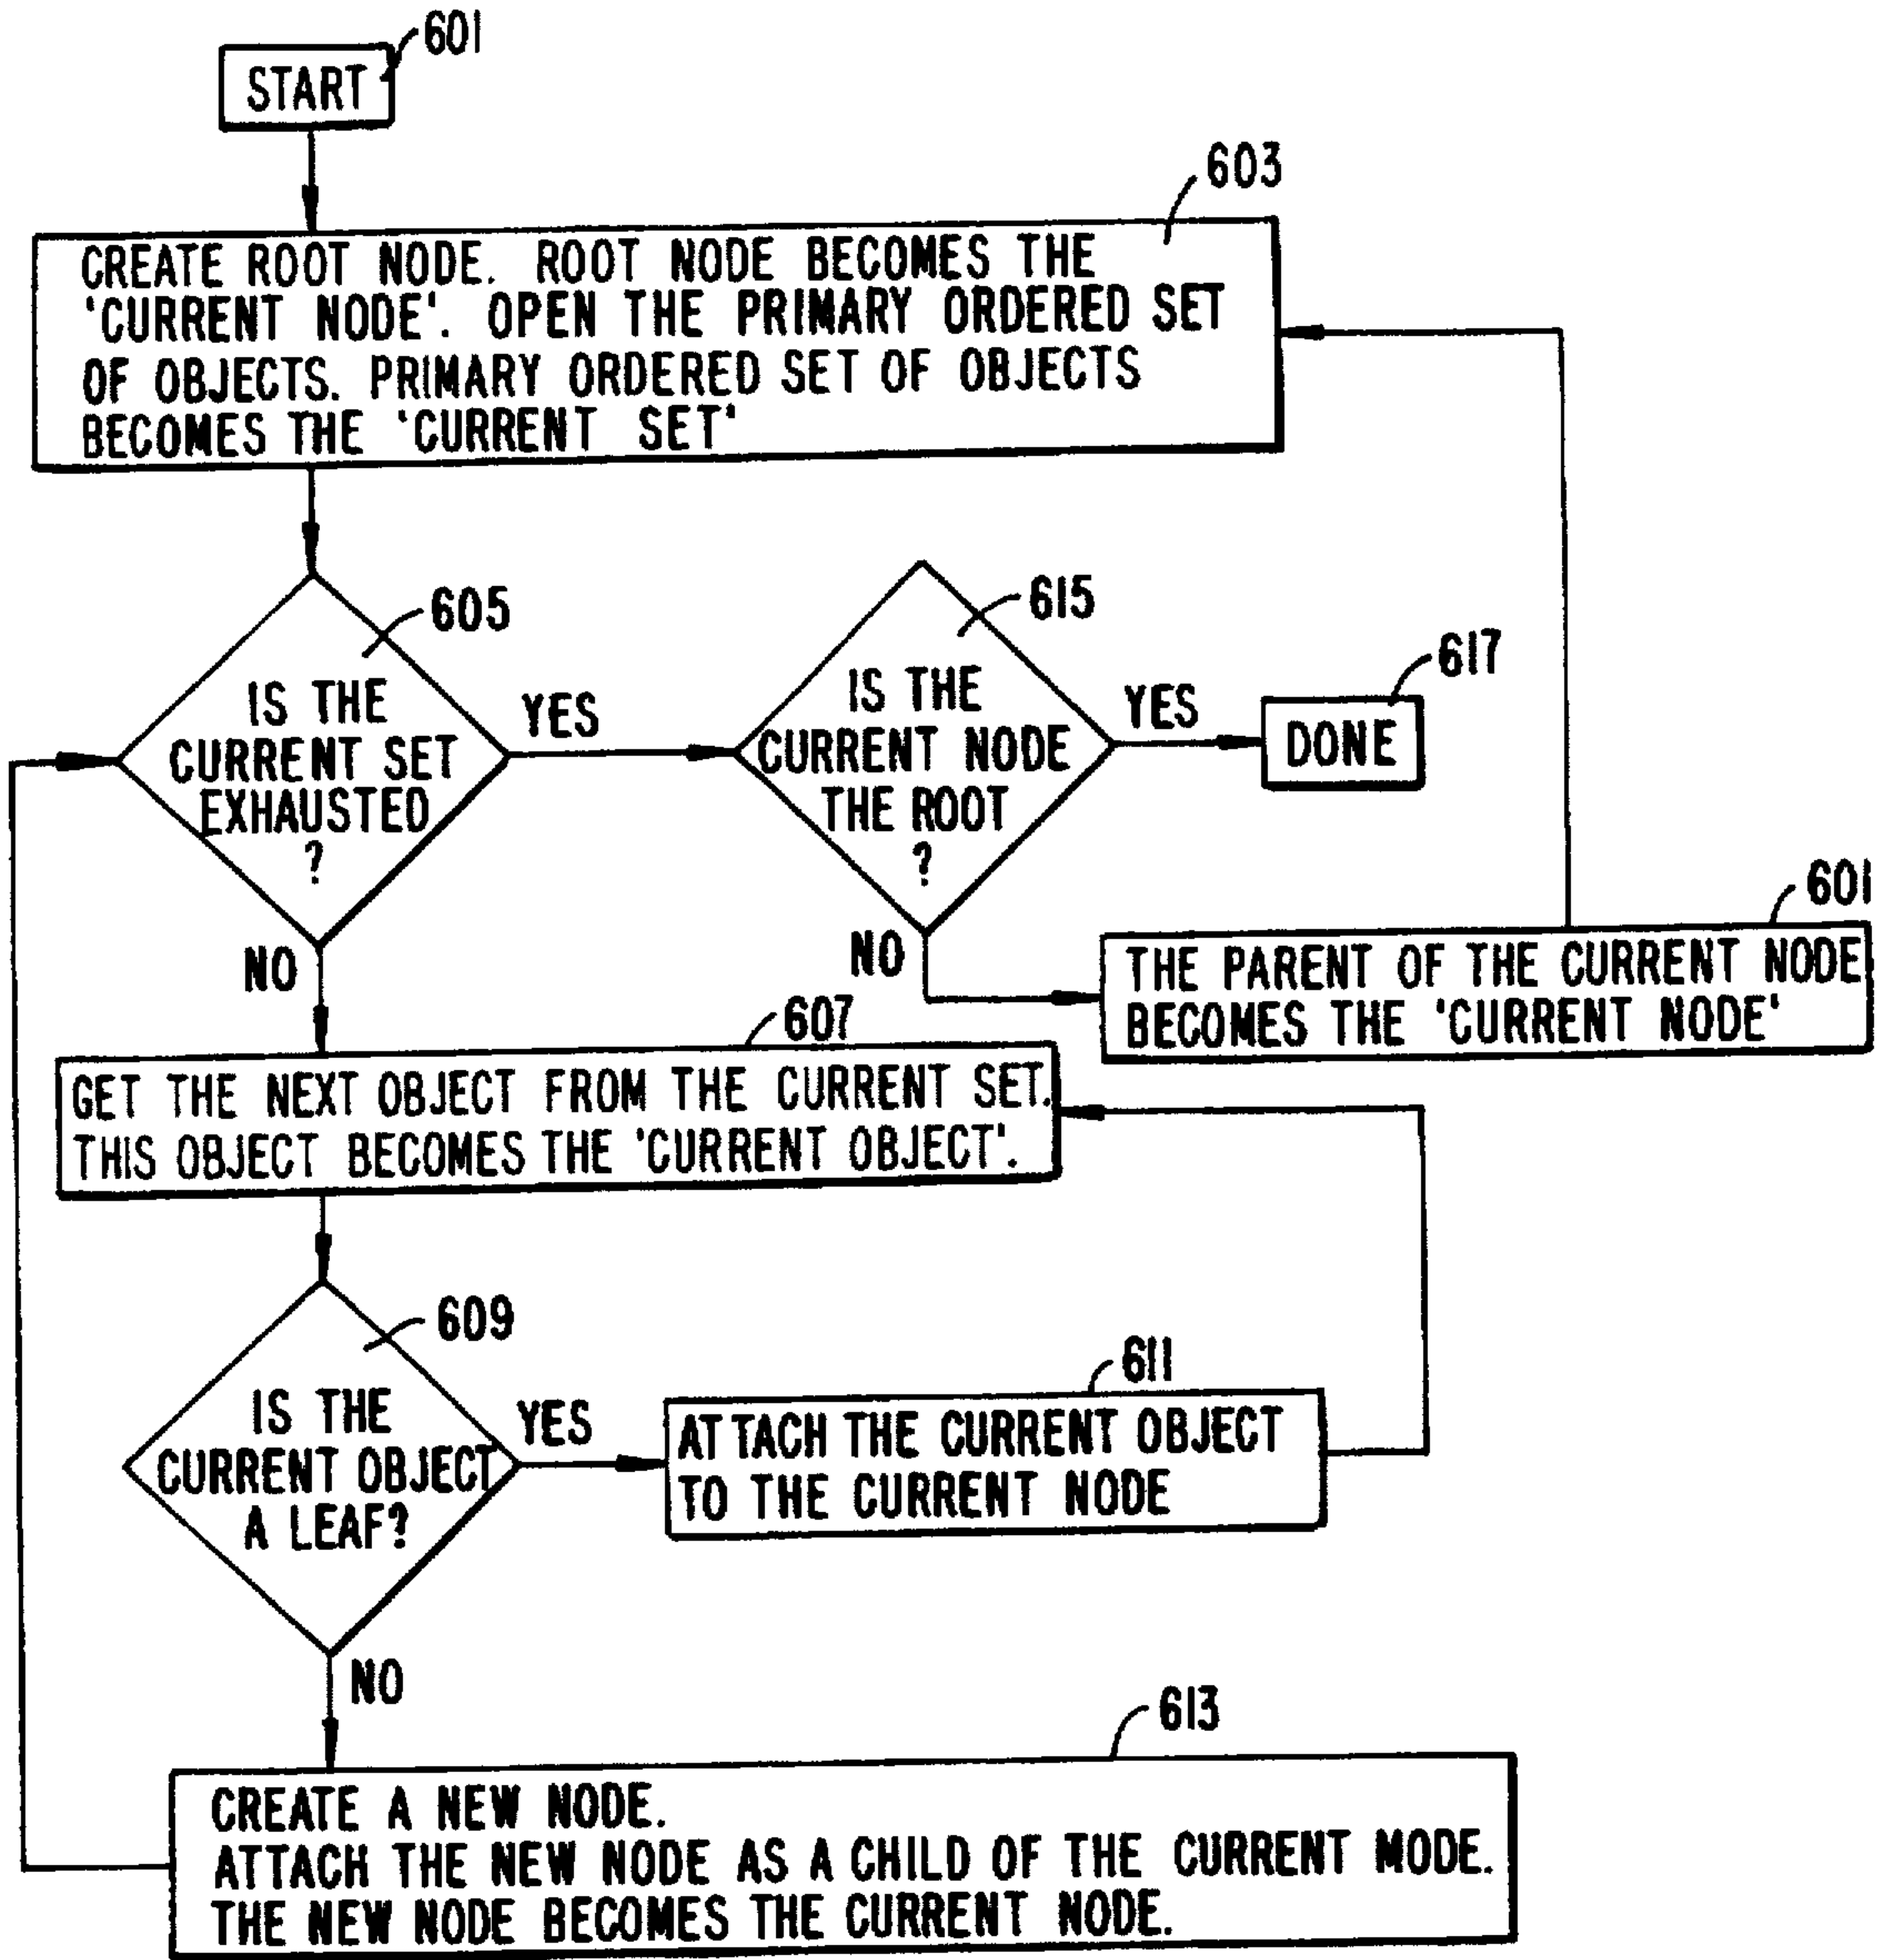 601
START
603
CREATE ROOT NODE. ROOT NODE BECOMES THE
'CURRENT NODE'. OPEN THE PRIMARY ORDERED SET
OF OBJECTS. PRIMARY ORDERED SET OF OBJECTS
BECOMES THE 'CURRENT SET'
605
IS THE
CURRENT SET
EXHAUSTED
?
YES
NO
615
IS THE
CURRENT NODE
THE ROOT
?
YES
NO
617
DONE
601
THE PARENT OF THE CURRENT NODE
BECOMES THE 'CURRENT NODE'
607
GET THE NEXT OBJECT FROM THE CURRENT SET.
THIS OBJECT BECOMES THE 'CURRENT OBJECT'.
609
IS THE
CURRENT OBJECT
A LEAF?
YES
NO
611
ATTACH THE CURRENT OBJECT
TO THE CURRENT NODE
613
CREATE A NEW NODE.
ATTACH THE NEW NODE AS A CHILD OF THE CURRENT MODE.
THE NEW NODE BECOMES THE CURRENT NODE.